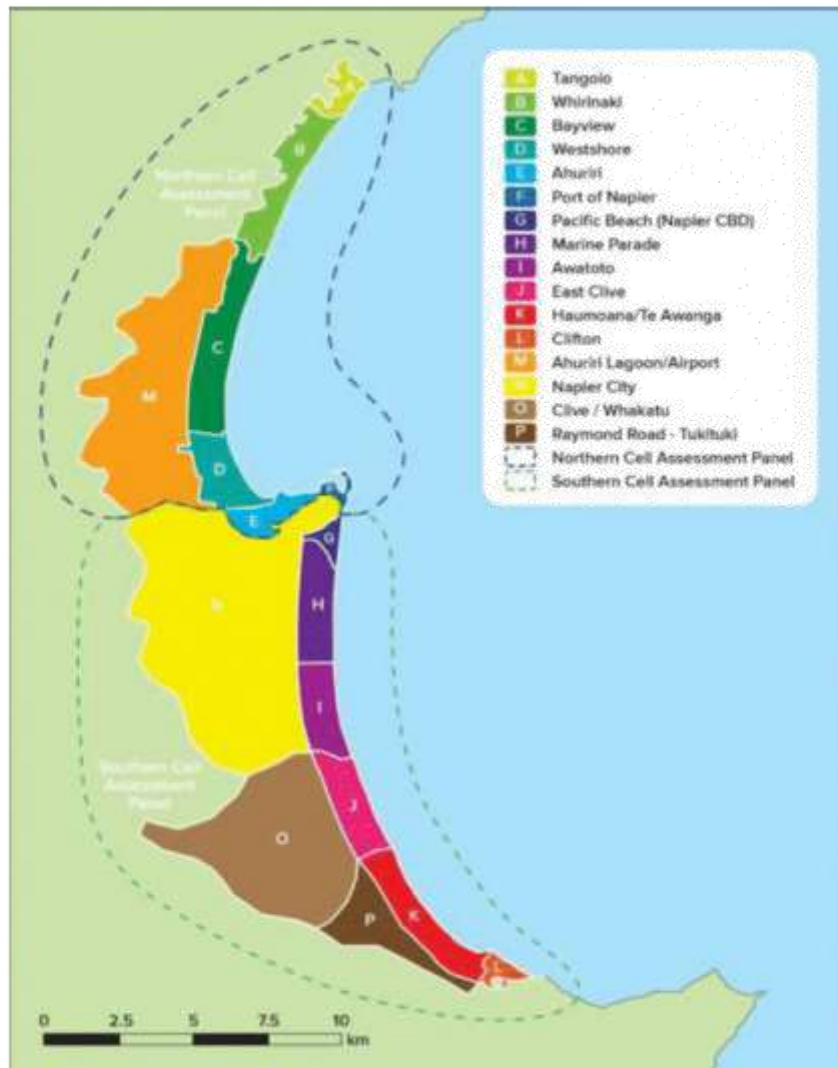 A Tangoio
B Whirinaki
C Bayview
D Westshore
E Ahuriri
F Port of Napier
G Pacific Beach (Napier CBD)
H Marine Parade
I Awatoto
J East Clive
K Haumoana/Te Awanga
L Clifton
M Ahuriri Lagoon/Airport
N Napier City
O Clive / Whakatu
P Raymond Road - Tukituki
Northern Cell Assessment Panel
Southern Cell Assessment Panel
A
B
Northern Cell
Assessment
Panel
C
M
D
E
G
H
I
Southern Cell
Assessment
Panel
J
O
K
P
L
0 2.5 5 7.5 10
km